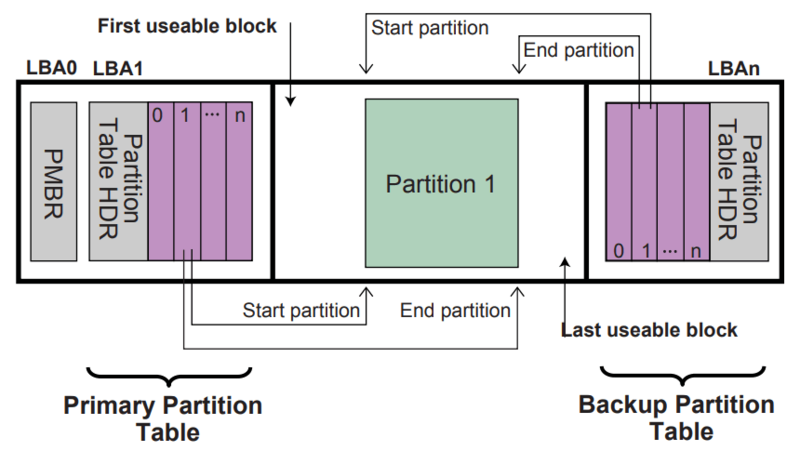 First useable block
Start partition
End partition
LBA0
LBA1
LBAn
PMBR
Partition
Table HDR
0 1 ... n
Partition 1
0 1 ... n
Partition
Table HDR
Start partition
End partition
Last useable block
Primary Partition
Table
Backup Partition
Table